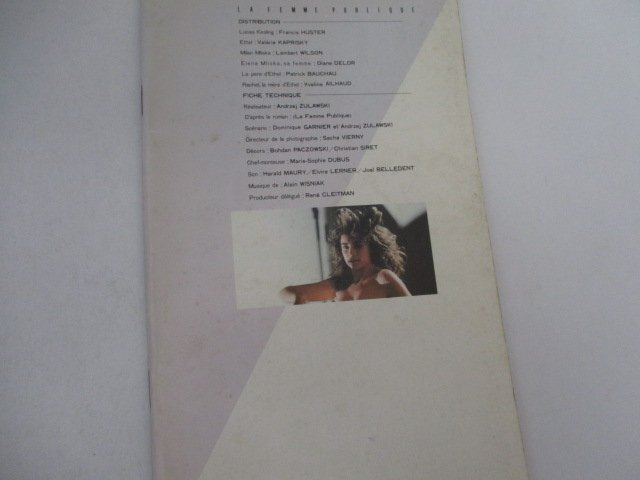 LA FEMME PUBLIQUE
DISTRIBUTION
Lucas Kesling : Francis HUSTER
Ethel : Valérie KAPRISKY
Milan Mliska : Lambert WILSON
Elena Mliska, sa femme : Diane DELOR
Le père d'Ethel : Patrick BAUCHAU
Rachel, la mère d'Ethel : Yveline AILHAUD
FICHE TECHNIQUE
Réalisateur : Andrzej ZULAWSKI
D'après le roman : «La Femme Publique»
Scénario : Dominique GARNIER et Andrzej ZULAWSKI
Directeur de la photographie : Sacha VIERNY
Décors : Bohdan PACZOWSKI / Christian SIRET
Chef-monteuse : Marie-Sophie DUBUS
Son : Harald MAURY / Elvire LERNER / Joel BELLEDENT
Musique de : Alain WISNIAK
Producteur délégué : René CLEITMAN